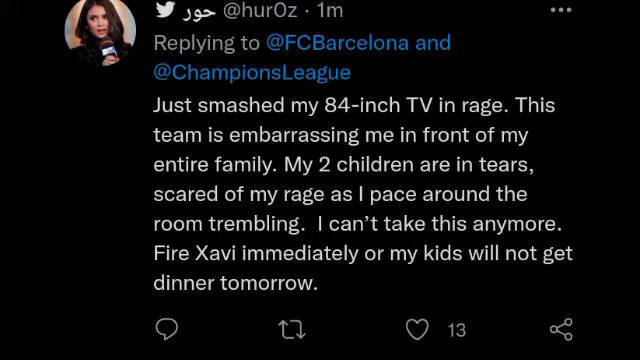 حور @hur0z · 1m
Replying to @FCBarcelona and
@ChampionsLeague
Just smashed my 84-inch TV in rage. This
team is embarrassing me in front of my
entire family. My 2 children are in tears,
scared of my rage as I pace around the
room trembling.  I can’t take this anymore.
Fire Xavi immediately or my kids will not get
dinner tomorrow.
13